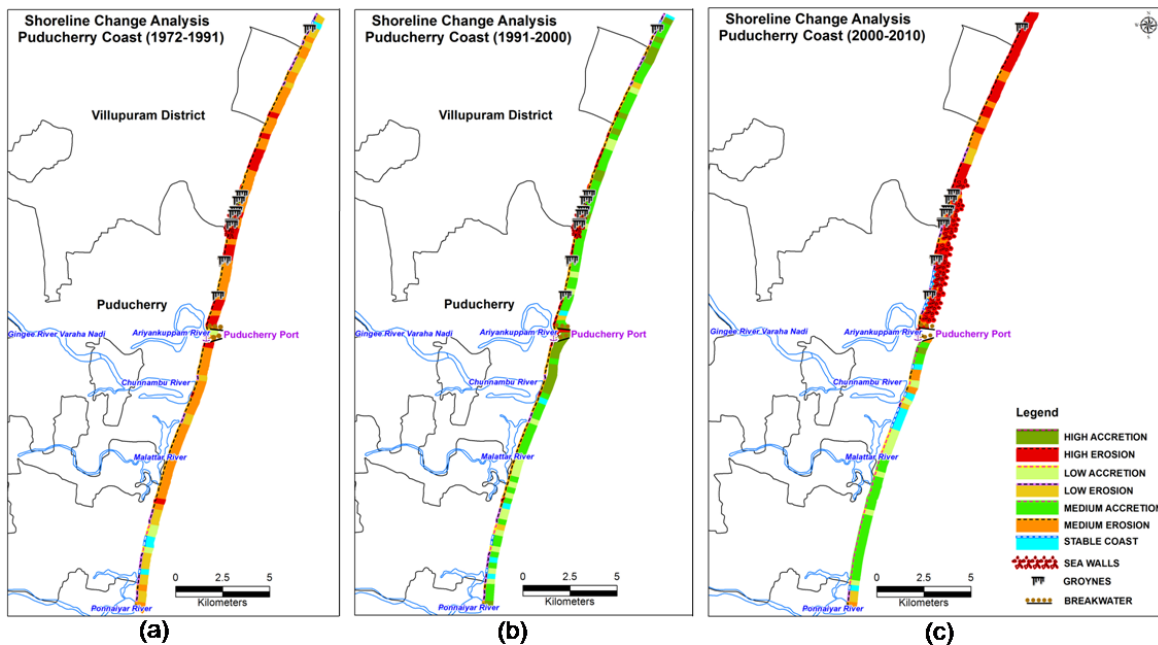 Shoreline Change Analysis
Puducherry Coast (1972-1991)
Villupuram District
Puducherry
Gingee River Varaha Nadi
Ariyankuppam River
Puducherry Port
Chunnambu River
Malattar River
0 2.5 5
Kilometers
Ponnaiyar River
(a)
Shoreline Change Analysis
Puducherry Coast (1991-2000)
Villupuram District
Puducherry
Gingee River Varaha Nadi
Ariyankuppam River
Puducherry Port
Chunnambu River
Malattar River
0 2.5 5
Kilometers
Ponnaiyar River
(b)
Shoreline Change Analysis
Puducherry Coast (2000-2010)
Villupuram District
Puducherry
Gingee River Varaha Nadi
Ariyankuppam River
Puducherry Port
Chunnambu River
Malattar River
0 2.5 5
Kilometers
Ponnaiyar River
(c)
Legend
HIGH ACCRETION
HIGH EROSION
LOW ACCRETION
LOW EROSION
MEDIUM ACCRETION
MEDIUM EROSION
STABLE COAST
SEA WALLS
GROYNES
BREAKWATER